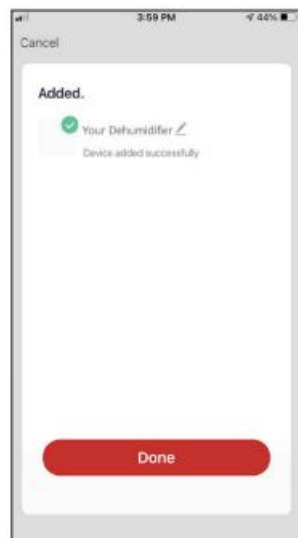 3:59 PM 44%
Cancel
Added.
Your Dehumidifier
Device added successfully
Done